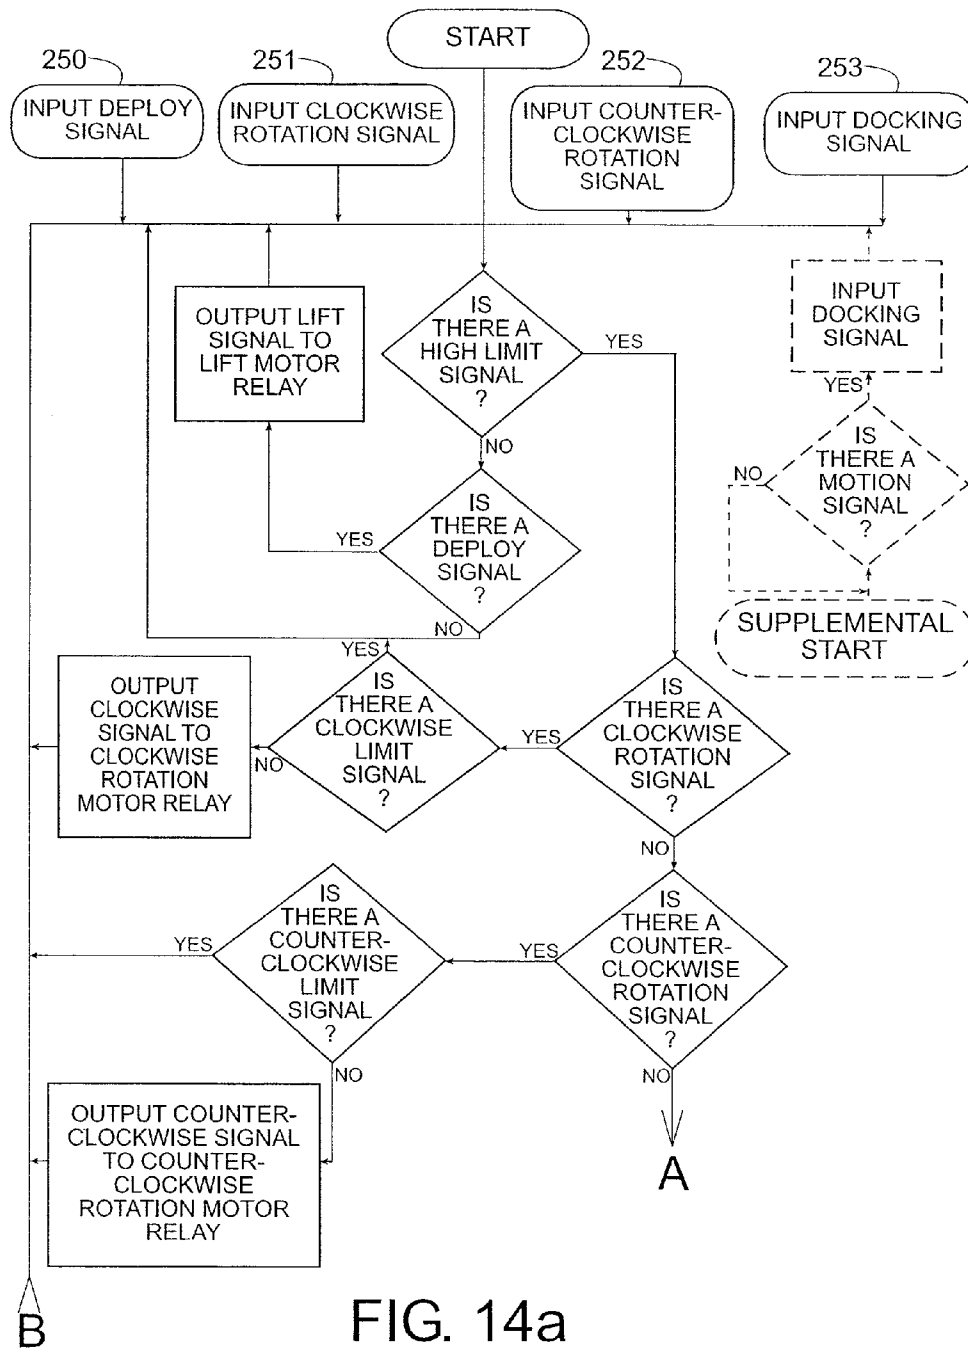 START
250
251
252
253
INPUT DEPLOY
SIGNAL
INPUT CLOCKWISE
ROTATION SIGNAL
INPUT COUNTER-
CLOCKWISE
ROTATION
SIGNAL
INPUT DOCKING
SIGNAL
OUTPUT LIFT
SIGNAL TO
LIFT MOTOR
RELAY
IS
THERE A
HIGH LIMIT
SIGNAL
?
YES
NO
INPUT
DOCKING
SIGNAL
YES
IS
THERE A
MOTION
SIGNAL
?
NO
SUPPLEMENTAL
START
IS
THERE A
DEPLOY
SIGNAL
?
YES
NO
OUTPUT
CLOCKWISE
SIGNAL TO
CLOCKWISE
ROTATION
MOTOR RELAY
YES
IS
THERE A
CLOCKWISE
LIMIT
SIGNAL
?
NO
YES
IS
THERE A
CLOCKWISE
ROTATION
SIGNAL
?
NO
YES
IS
THERE A
COUNTER-
CLOCKWISE
LIMIT
SIGNAL
?
NO
YES
IS
THERE A
COUNTER-
CLOCKWISE
ROTATION
SIGNAL
?
NO
OUTPUT COUNTER-
CLOCKWISE SIGNAL
TO COUNTER-
CLOCKWISE
ROTATION MOTOR
RELAY
A
B
FIG. 14a